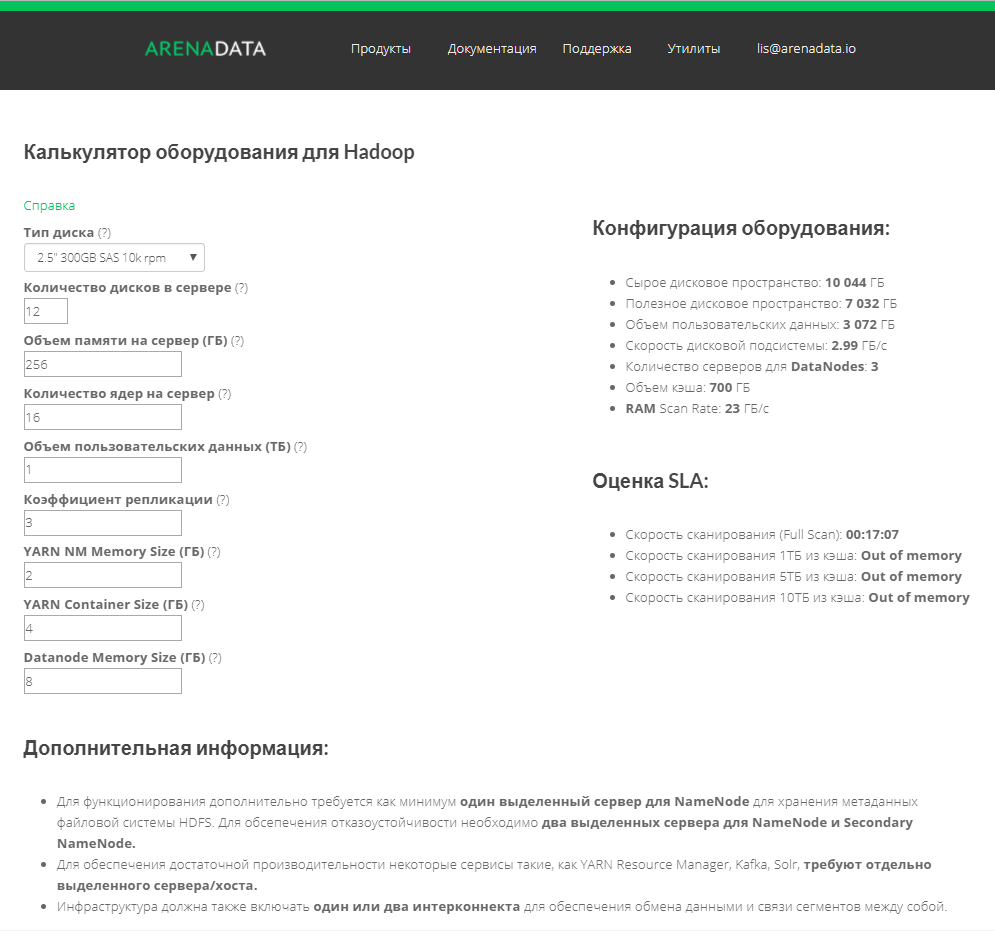 ARENADATA Продукты Документация Поддержка Утилиты lis@arenadata.io
Калькулятор оборудования для Hadoop
Справка
Тип диска (?)
2.5" 300GB SAS 10k rpm
Количество дисков в сервере (?)
12
Объем памяти на сервер (ГБ) (?)
256
Количество ядер на сервер (?)
16
Объем пользовательских данных (ТБ) (?)
1
Коэффициент репликации (?)
3
YARN NM Memory Size (ГБ) (?)
2
YARN Container Size (ГБ) (?)
4
Datanode Memory Size (ГБ) (?)
8
Конфигурация оборудования:
Сырое дисковое пространство: 10 044 ГБ
Полезное дисковое пространство: 7 032 ГБ
Объем пользовательских данных: 3 072 ГБ
Скорость дисковой подсистемы: 2.99 ГБ/с
Количество серверов для DataNodes: 3
Объем кэша: 700 ГБ
RAM Scan Rate: 23 ГБ/с
Оценка SLA:
Скорость сканирования (Full Scan): 00:17:07
Скорость сканирования 1ТБ из кэша: Out of memory
Скорость сканирования 5ТБ из кэша: Out of memory
Скорость сканирования 10ТБ из кэша: Out of memory
Дополнительная информация:
Для функционирования дополнительно требуется как минимум один выделенный сервер для NameNode для хранения метаданных
файловой системы HDFS. Для обсепечения отказоустойчивости необходимо два выделенных сервера для NameNode и Secondary
NameNode.
Для обеспечения достаточной производительности некоторые сервисы такие, как YARN Resource Manager, Kafka, Solr, требуют отдельно
выделенного сервера/хоста.
Инфраструктура должна также включать один или два интерконнекта для обеспечения обмена данными и связи сегментов между собой.